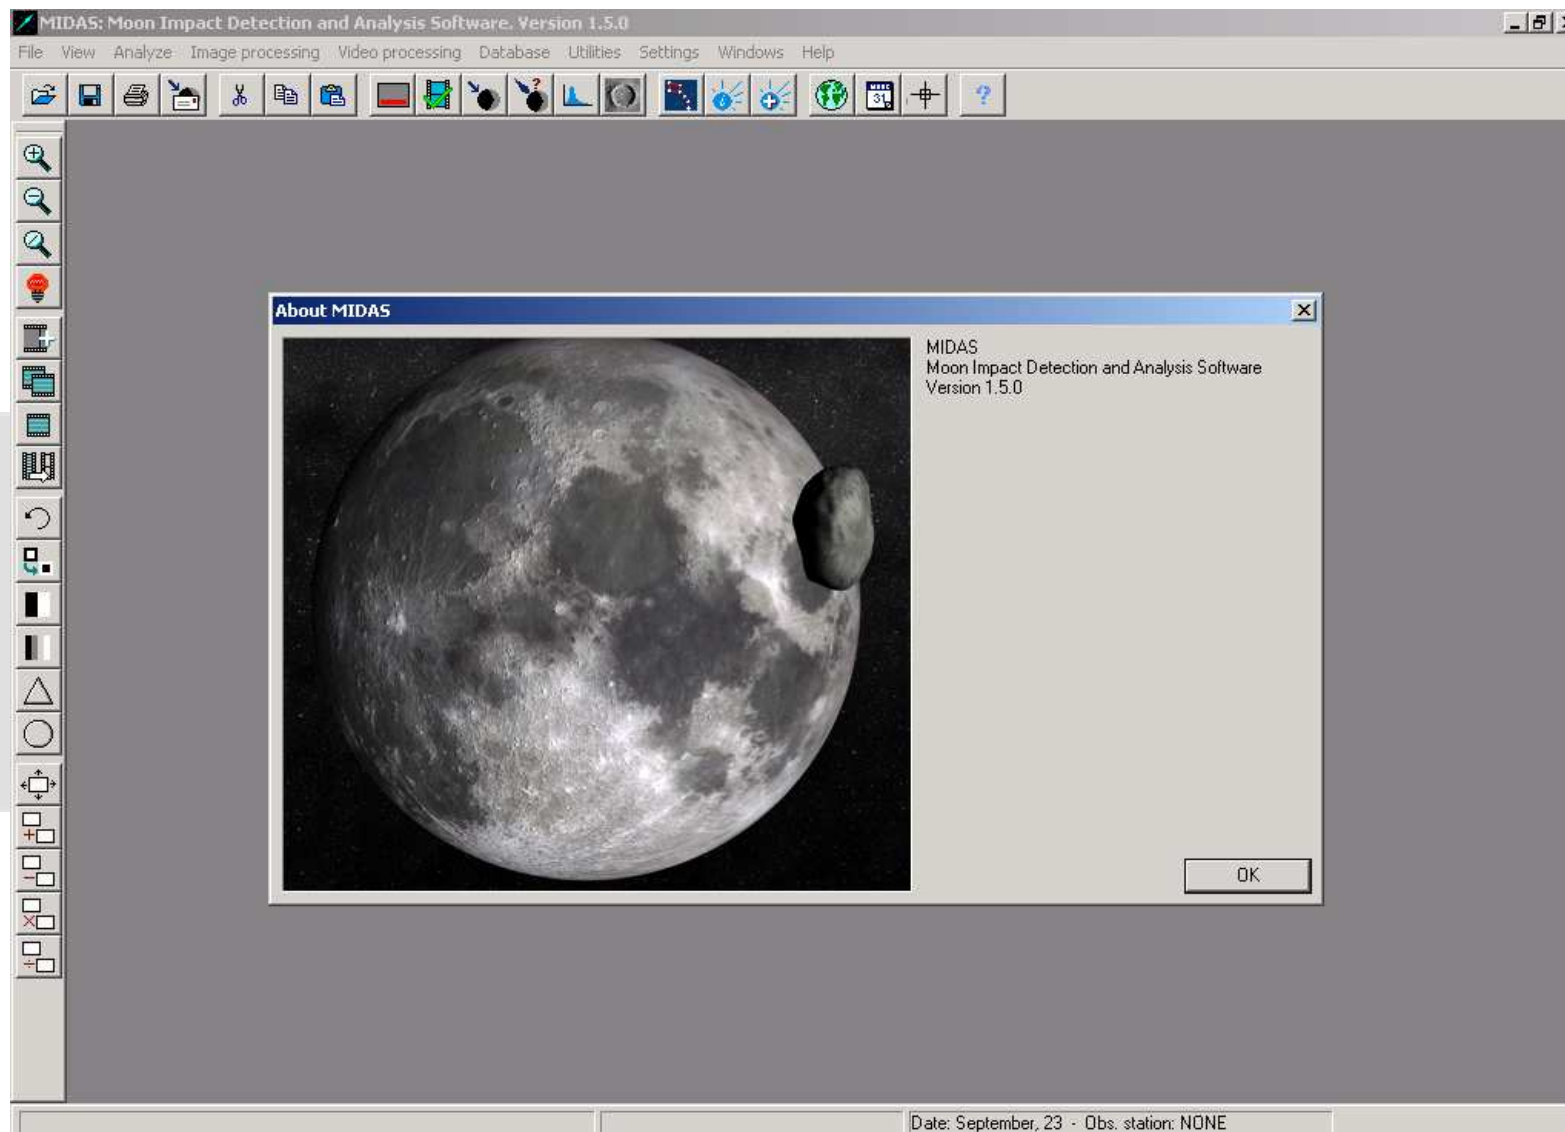 MIDAS: Moon Impact Detection and Analysis Software. Version 1.5.0
File View Analyze Image processing Video processing Database Utilities Settings Windows Help
About MIDAS
MIDAS
Moon Impact Detection and Analysis Software
Version 1.5.0
OK
Date: September, 23 - Obs. station: NONE